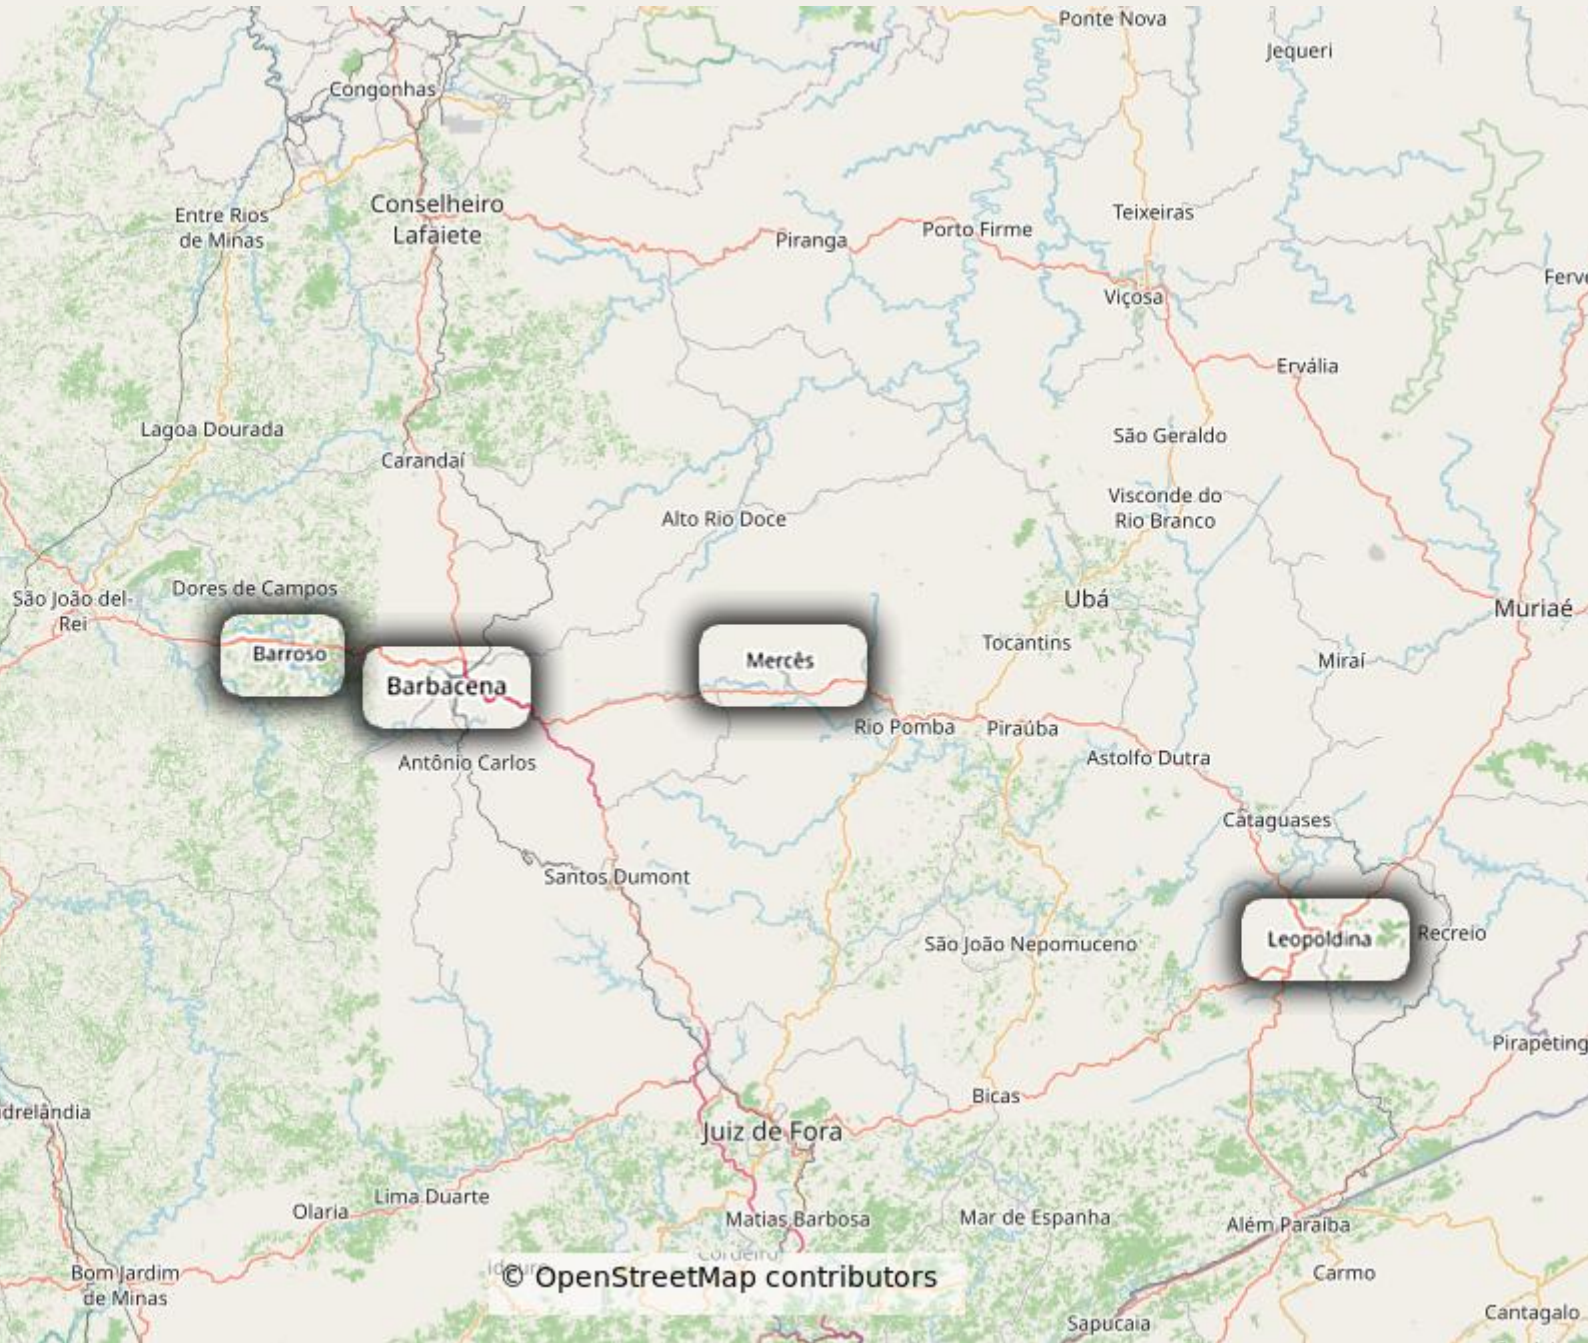 Ponte Nova
Jequeri
Congonhas
Entre Rios
de Minas
Conselheiro
Lafaiete
Piranga
Porto Firme
Teixeiras
Viçosa
Ferv
Ervália
Lagoa Dourada
Carandaí
São Geraldo
Visconde do
Rio Branco
Alto Rio Doce
Dores de Campos
São João del-
Rei
Ubá
Muriaé
Barroso
Barbacena
Mercês
Tocantins
Miraí
Rio Pomba
Piraúba
Antônio Carlos
Astolfo Dutra
Cataguases
Santos Dumont
São João Nepomuceno
Leopoldina
Recreio
Pirapeting
Bicas
drelândia
Juiz de Fora
Olaria
Lima Duarte
Matias Barbosa
Mar de Espanha
Além Paraíba
Bom Jardim
de Minas
© OpenStreetMap contributors
Carmo
Sapucaia
Cantagalo